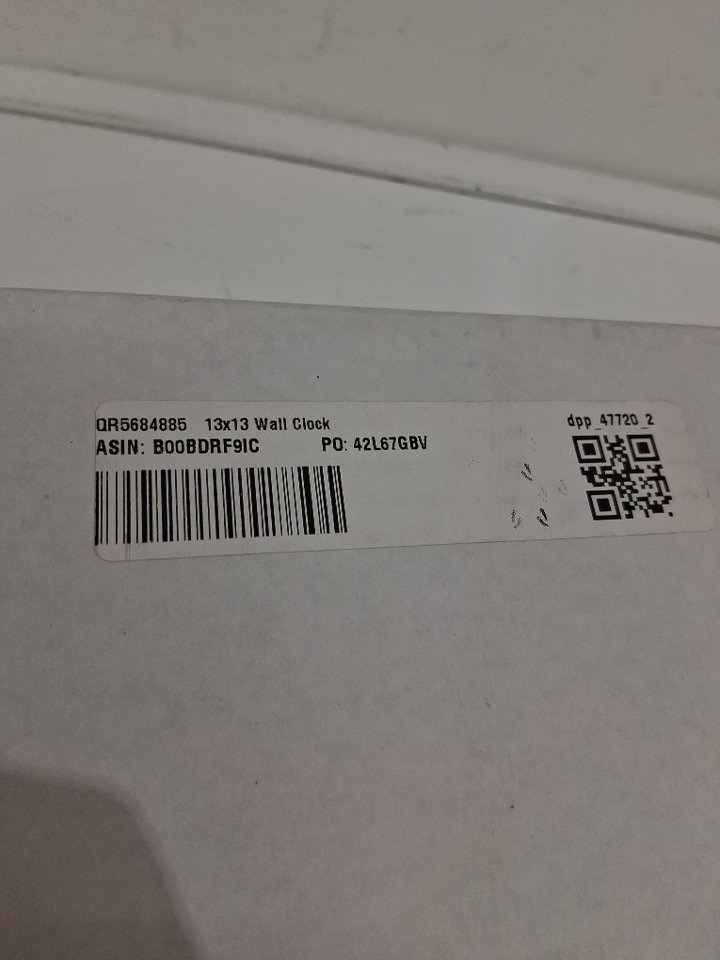 QR5684885 13x13 Wall Clock
dpp_47720_2
ASIN: B00BDRF9IC PO: 42L67GBV